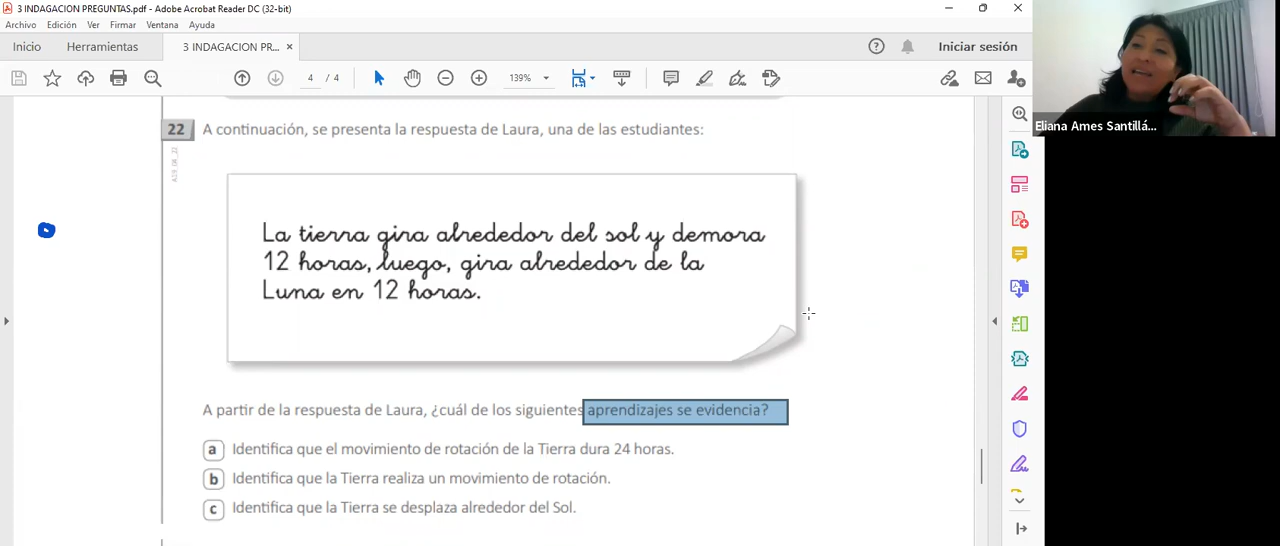 3 INDAGACION PREGUNTAS.pdf - Adobe Acrobat Reader DC (32-bit)
Archivo Edición Ver Firmar Ventana Ayuda
Inicio Herramientas 3 INDAGACION PR... × Iniciar sesión
4 / 4 139%
Eliana Ames Santillá...
22 A continuación, se presenta la respuesta de Laura, una de las estudiantes:
La tierra gira alrededor del sol y demora
12 horas, luego, gira alrededor de la
Luna en 12 horas.
A partir de la respuesta de Laura, ¿cuál de los siguientes aprendizajes se evidencia?
a Identifica que el movimiento de rotación de la Tierra dura 24 horas.
b Identifica que la Tierra realiza un movimiento de rotación.
c Identifica que la Tierra se desplaza alrededor del Sol.